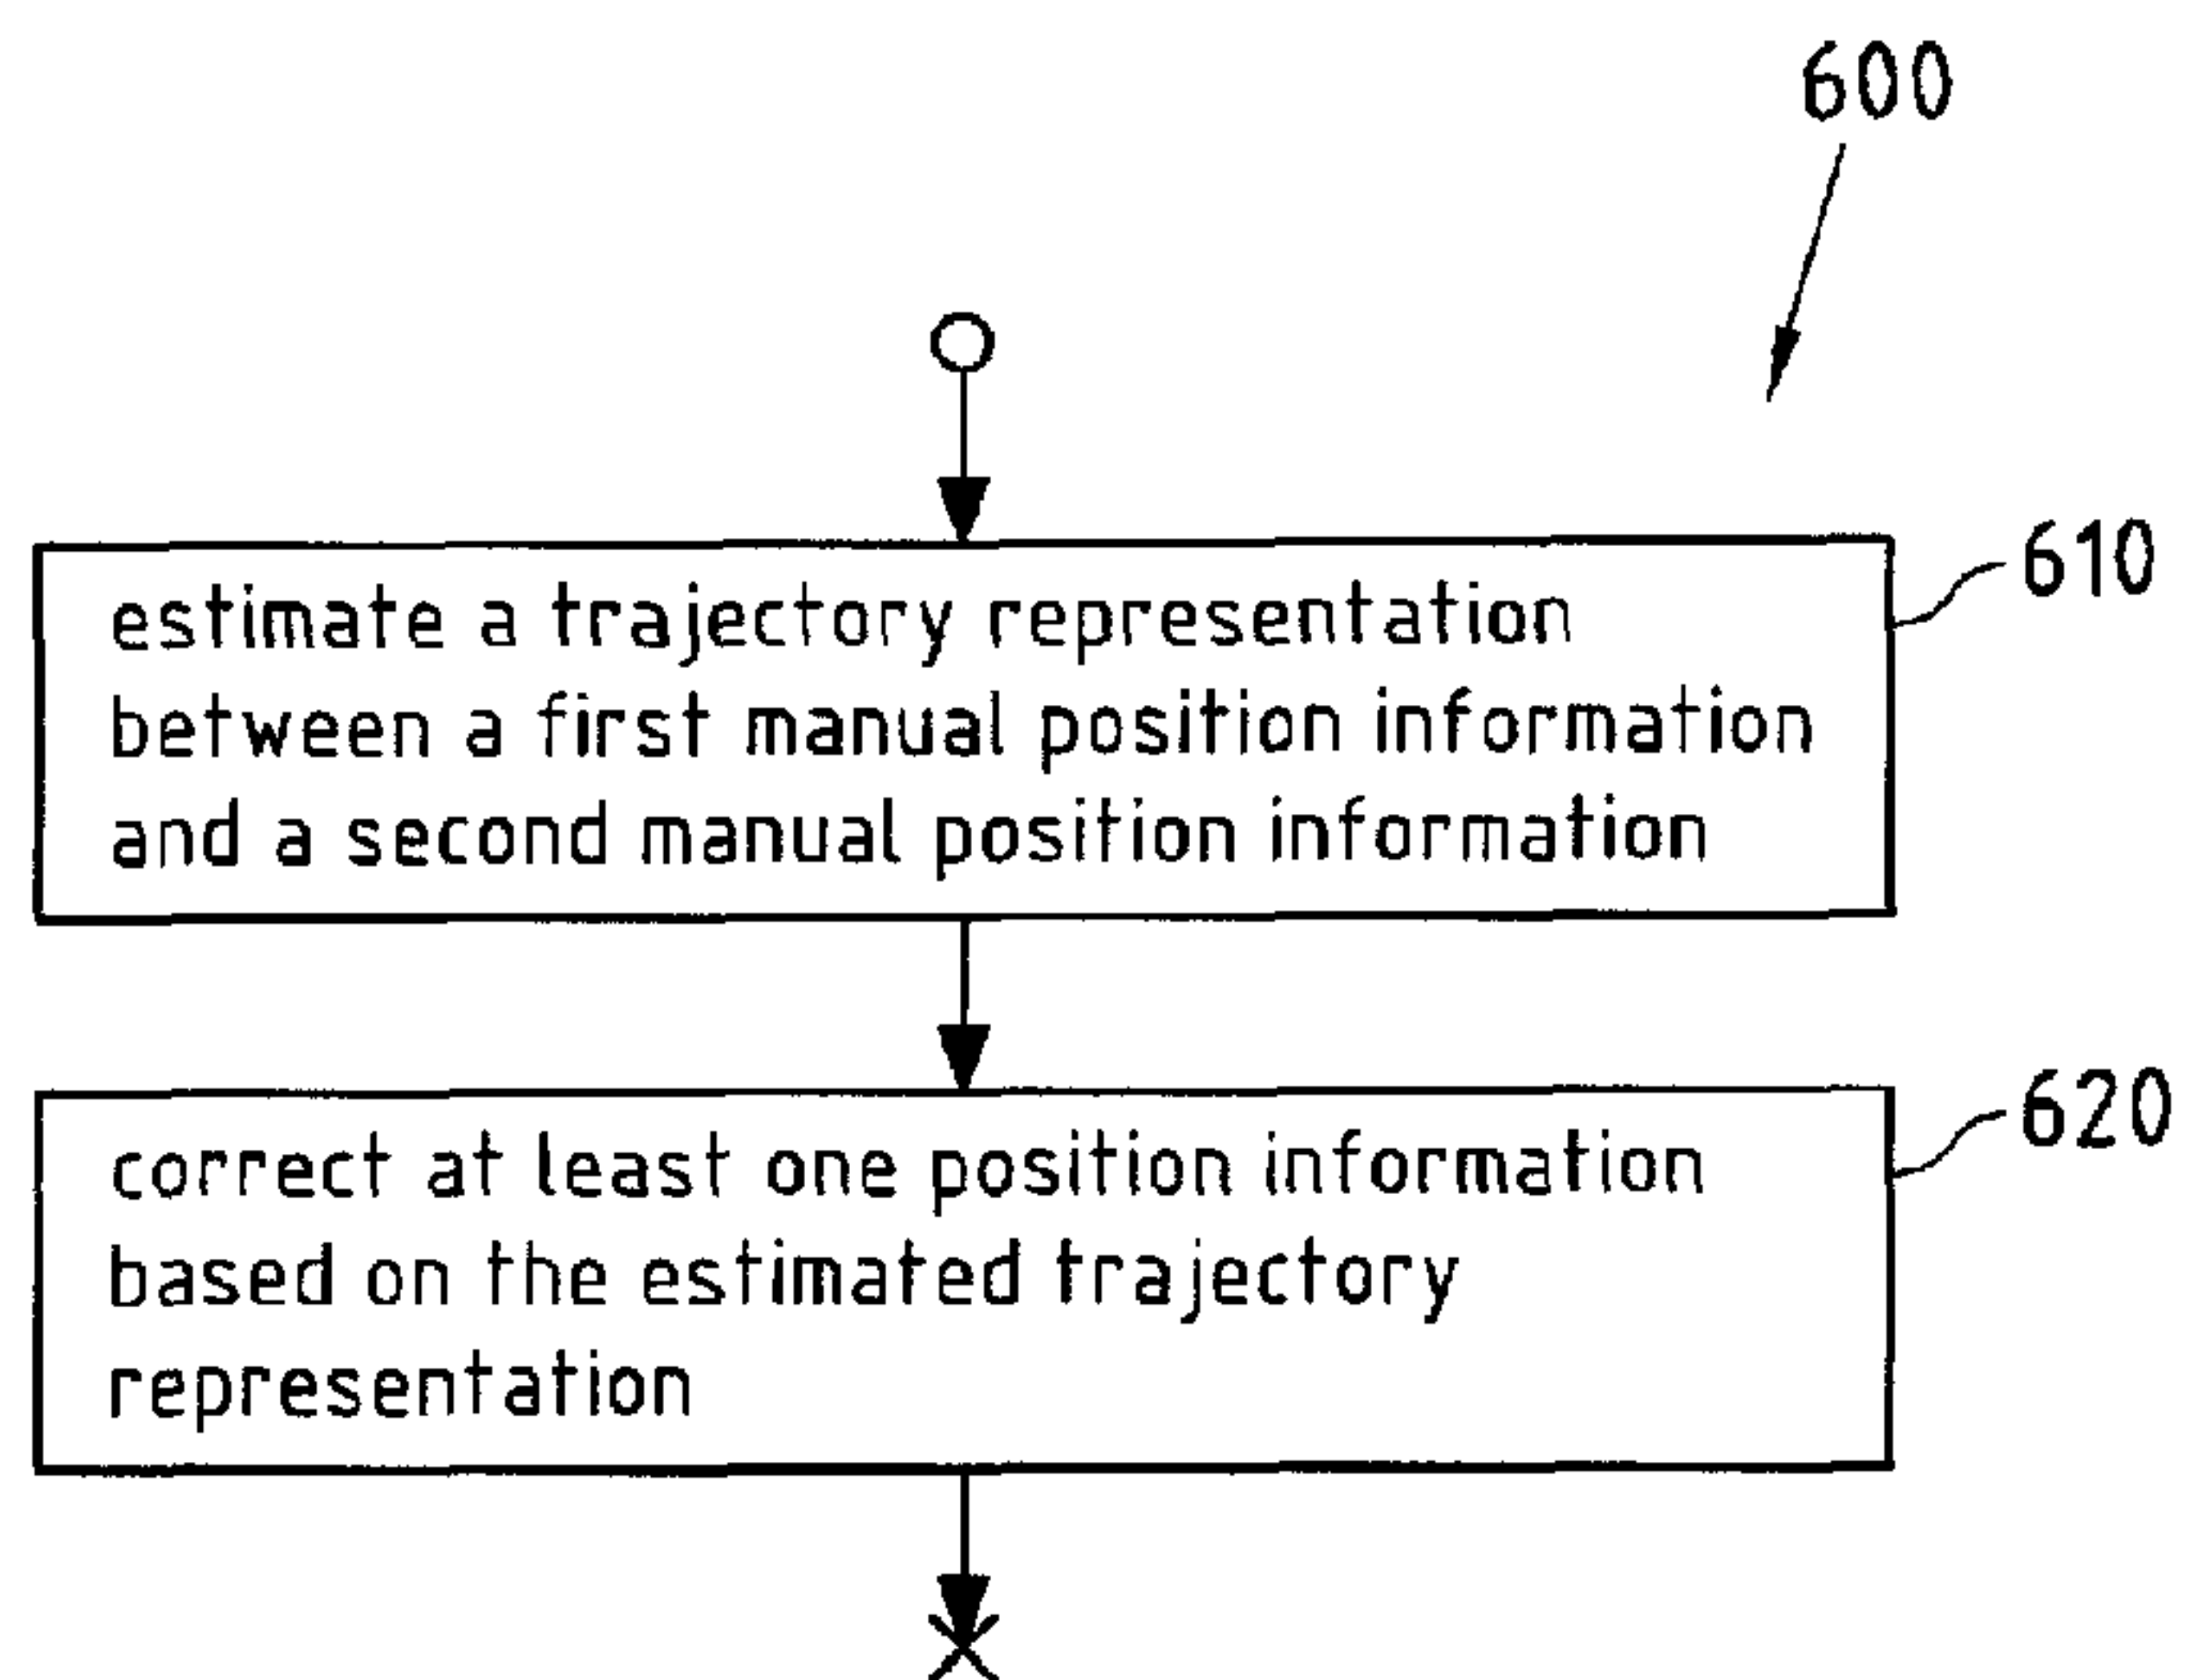 600
610
estimate a trajectory representation
between a first manual position information
and a second manual position information
620
correct at least one position information
based on the estimated trajectory
representation